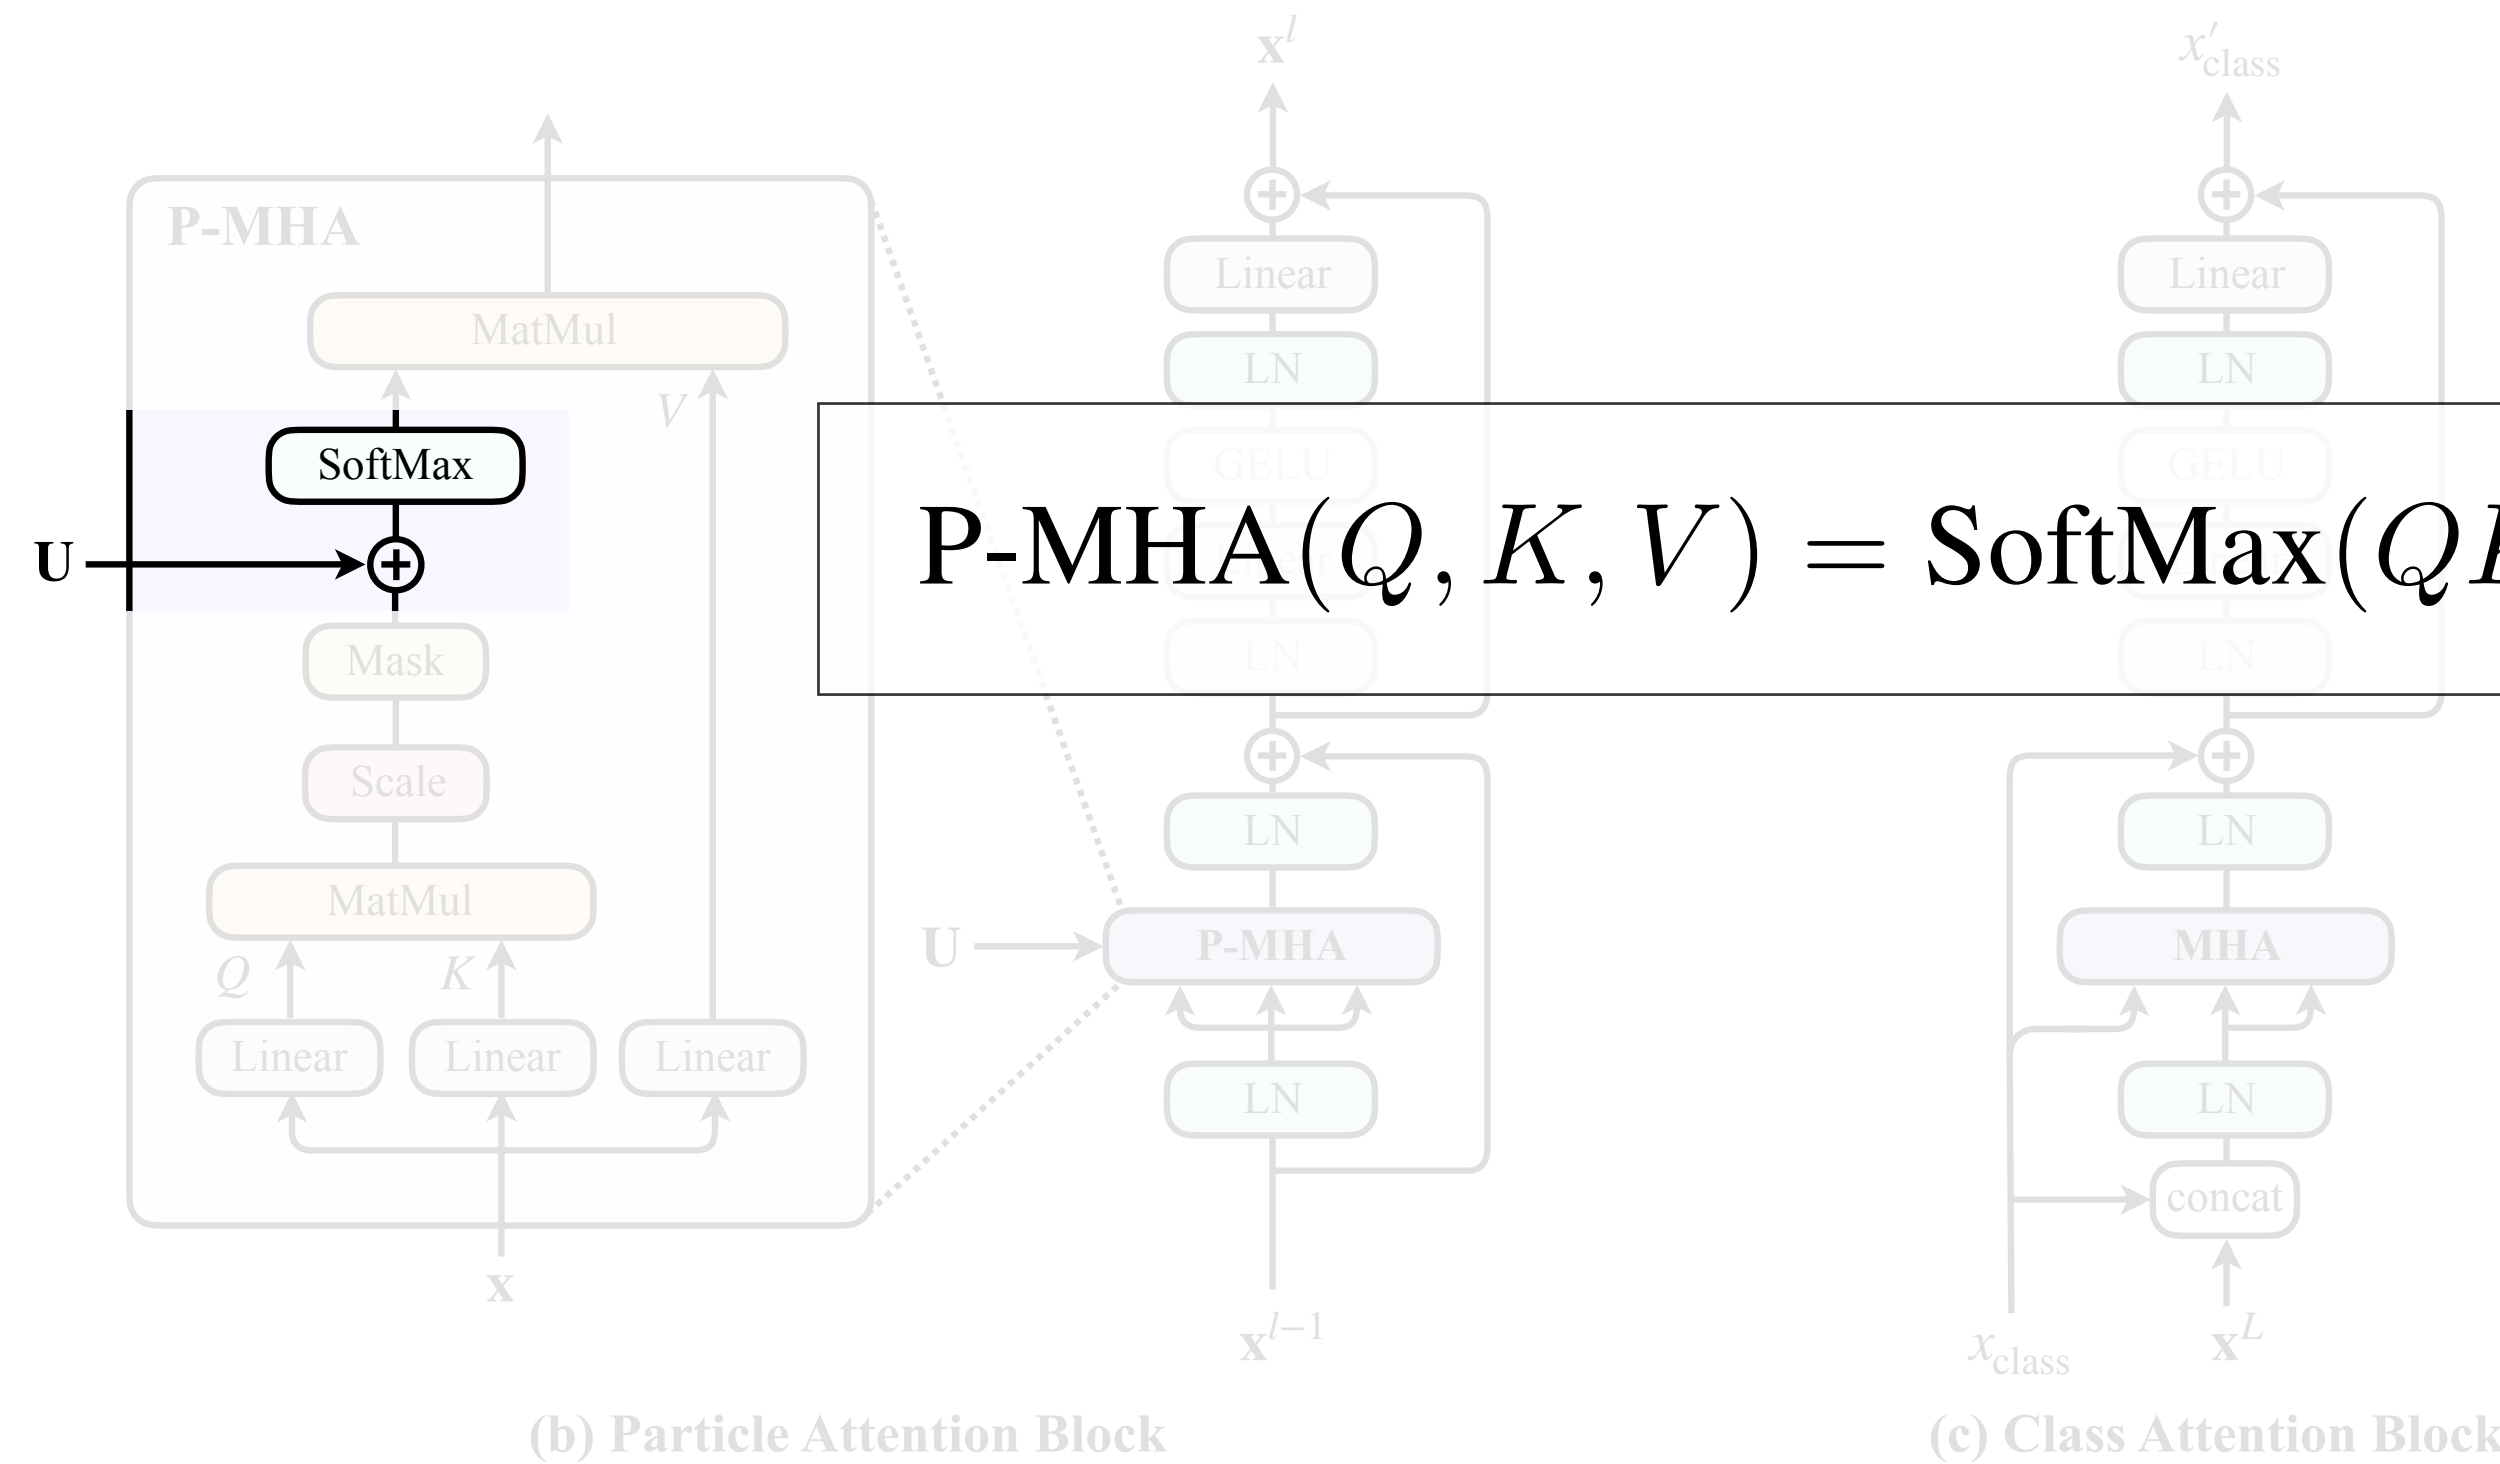 P-MHA
MatMul
V
SoftMax
U
Mask
Scale
MatMul
Q
K
Linear
Linear
Linear
x
x^l
Linear
LN
GELU
LN
LN
U
P-MHA
LN
x^{l-1}
(b) Particle Attention Block
P-MHA(Q, K, V) = SoftMax(QK
x'_class
Linear
LN
GELU
LN
LN
MHA
LN
concat
x_class
x^L
(c) Class Attention Block